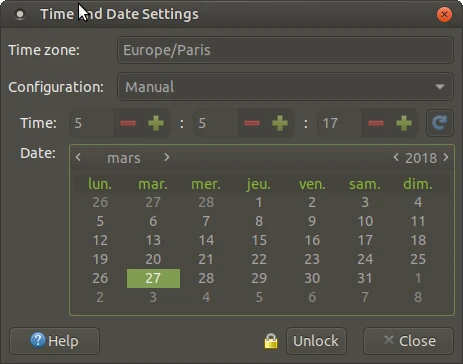 Time and Date Settings
Time zone: Europe/Paris
Configuration: Manual
Time: 5 : 5 : 17
Date: mars 2018
lun. mar. mer. jeu. ven. sam. dim.
26 27 28 1 2 3 4
5 6 7 8 9 10 11
12 13 14 15 16 17 18
19 20 21 22 23 24 25
26 27 28 29 30 31 1
2 3 4 5 6 7 8
Help Unlock Close